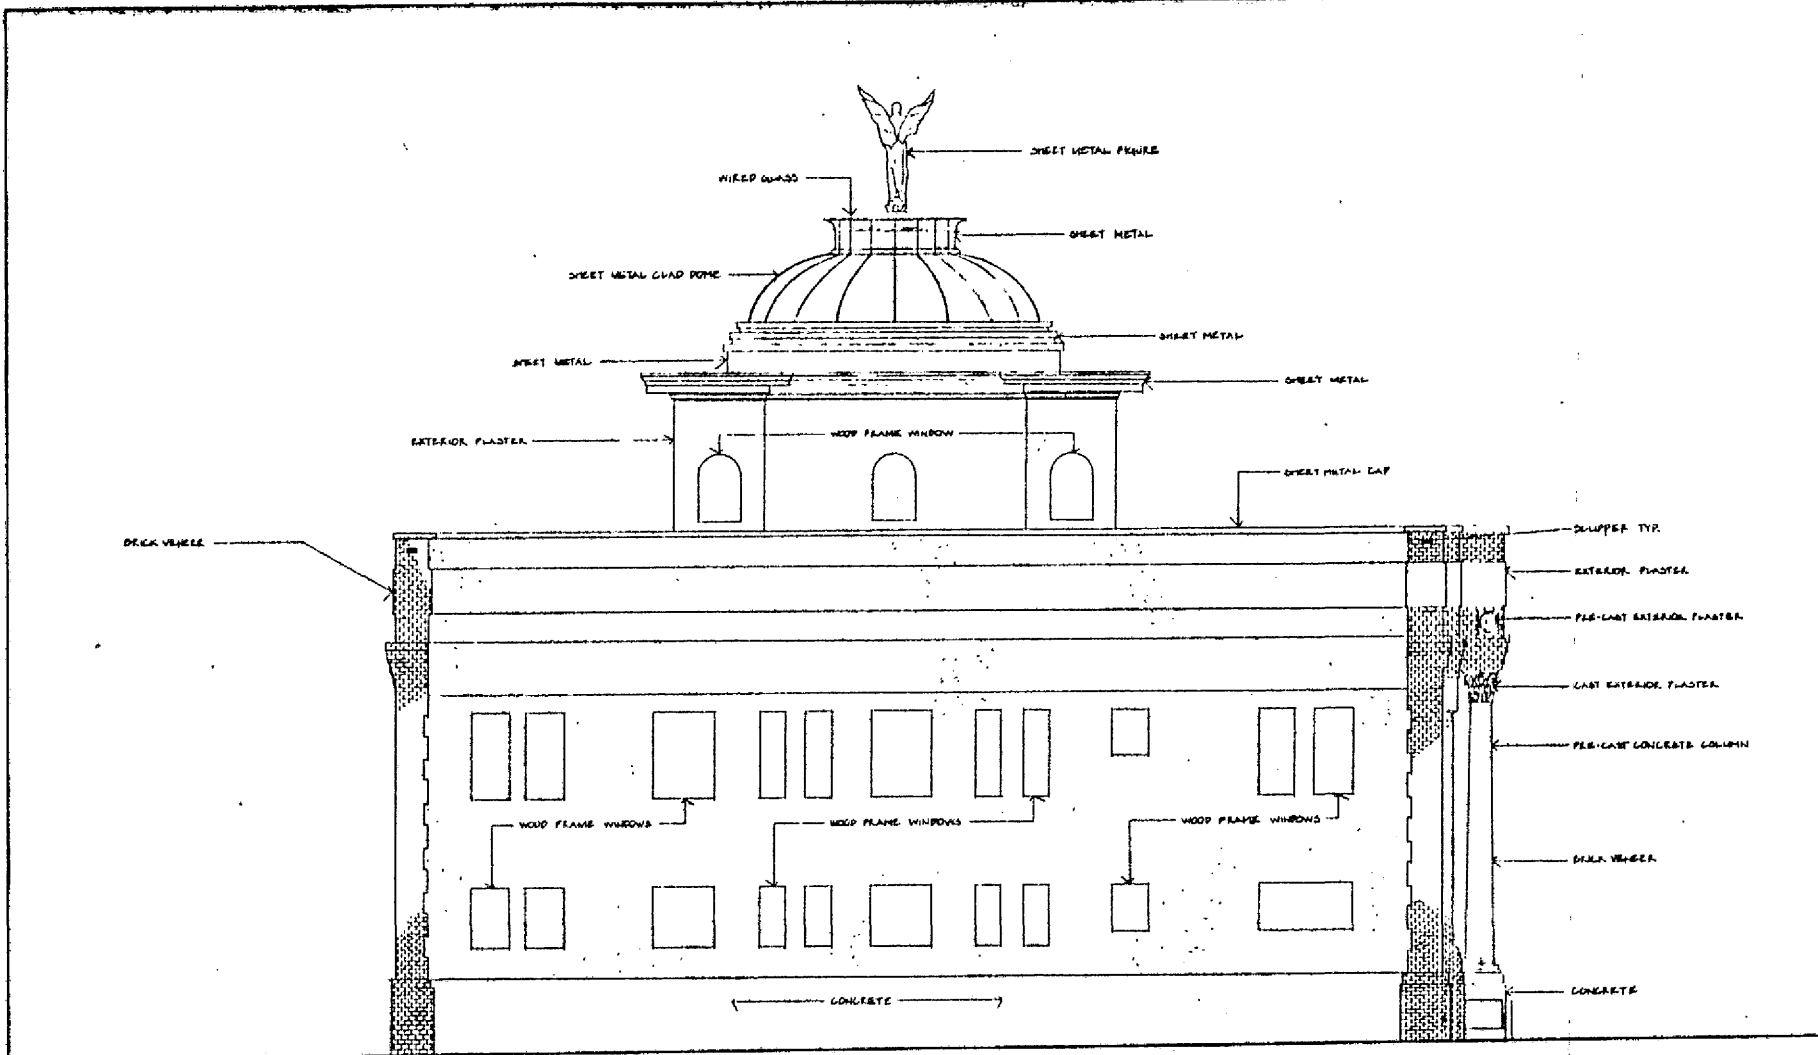 SHEET METAL FIGURE
WIRED GLASS
SHEET METAL
SHEET METAL CLAD DOME
SHEET METAL
SHEET METAL
SHEET METAL
EXTERIOR PLASTER
WOOD FRAME WINDOW
SHEET METAL CAP
BRICK VENEER
SCUPPER TYP.
EXTERIOR PLASTER
PRE-CAST EXTERIOR PLASTER
CAST EXTERIOR PLASTER
PRE-CAST CONCRETE COLUMN
WOOD FRAME WINDOWS
WOOD FRAME WINDOWS
WOOD FRAME WINDOWS
BRICK VENEER
CONCRETE
CONCRETE